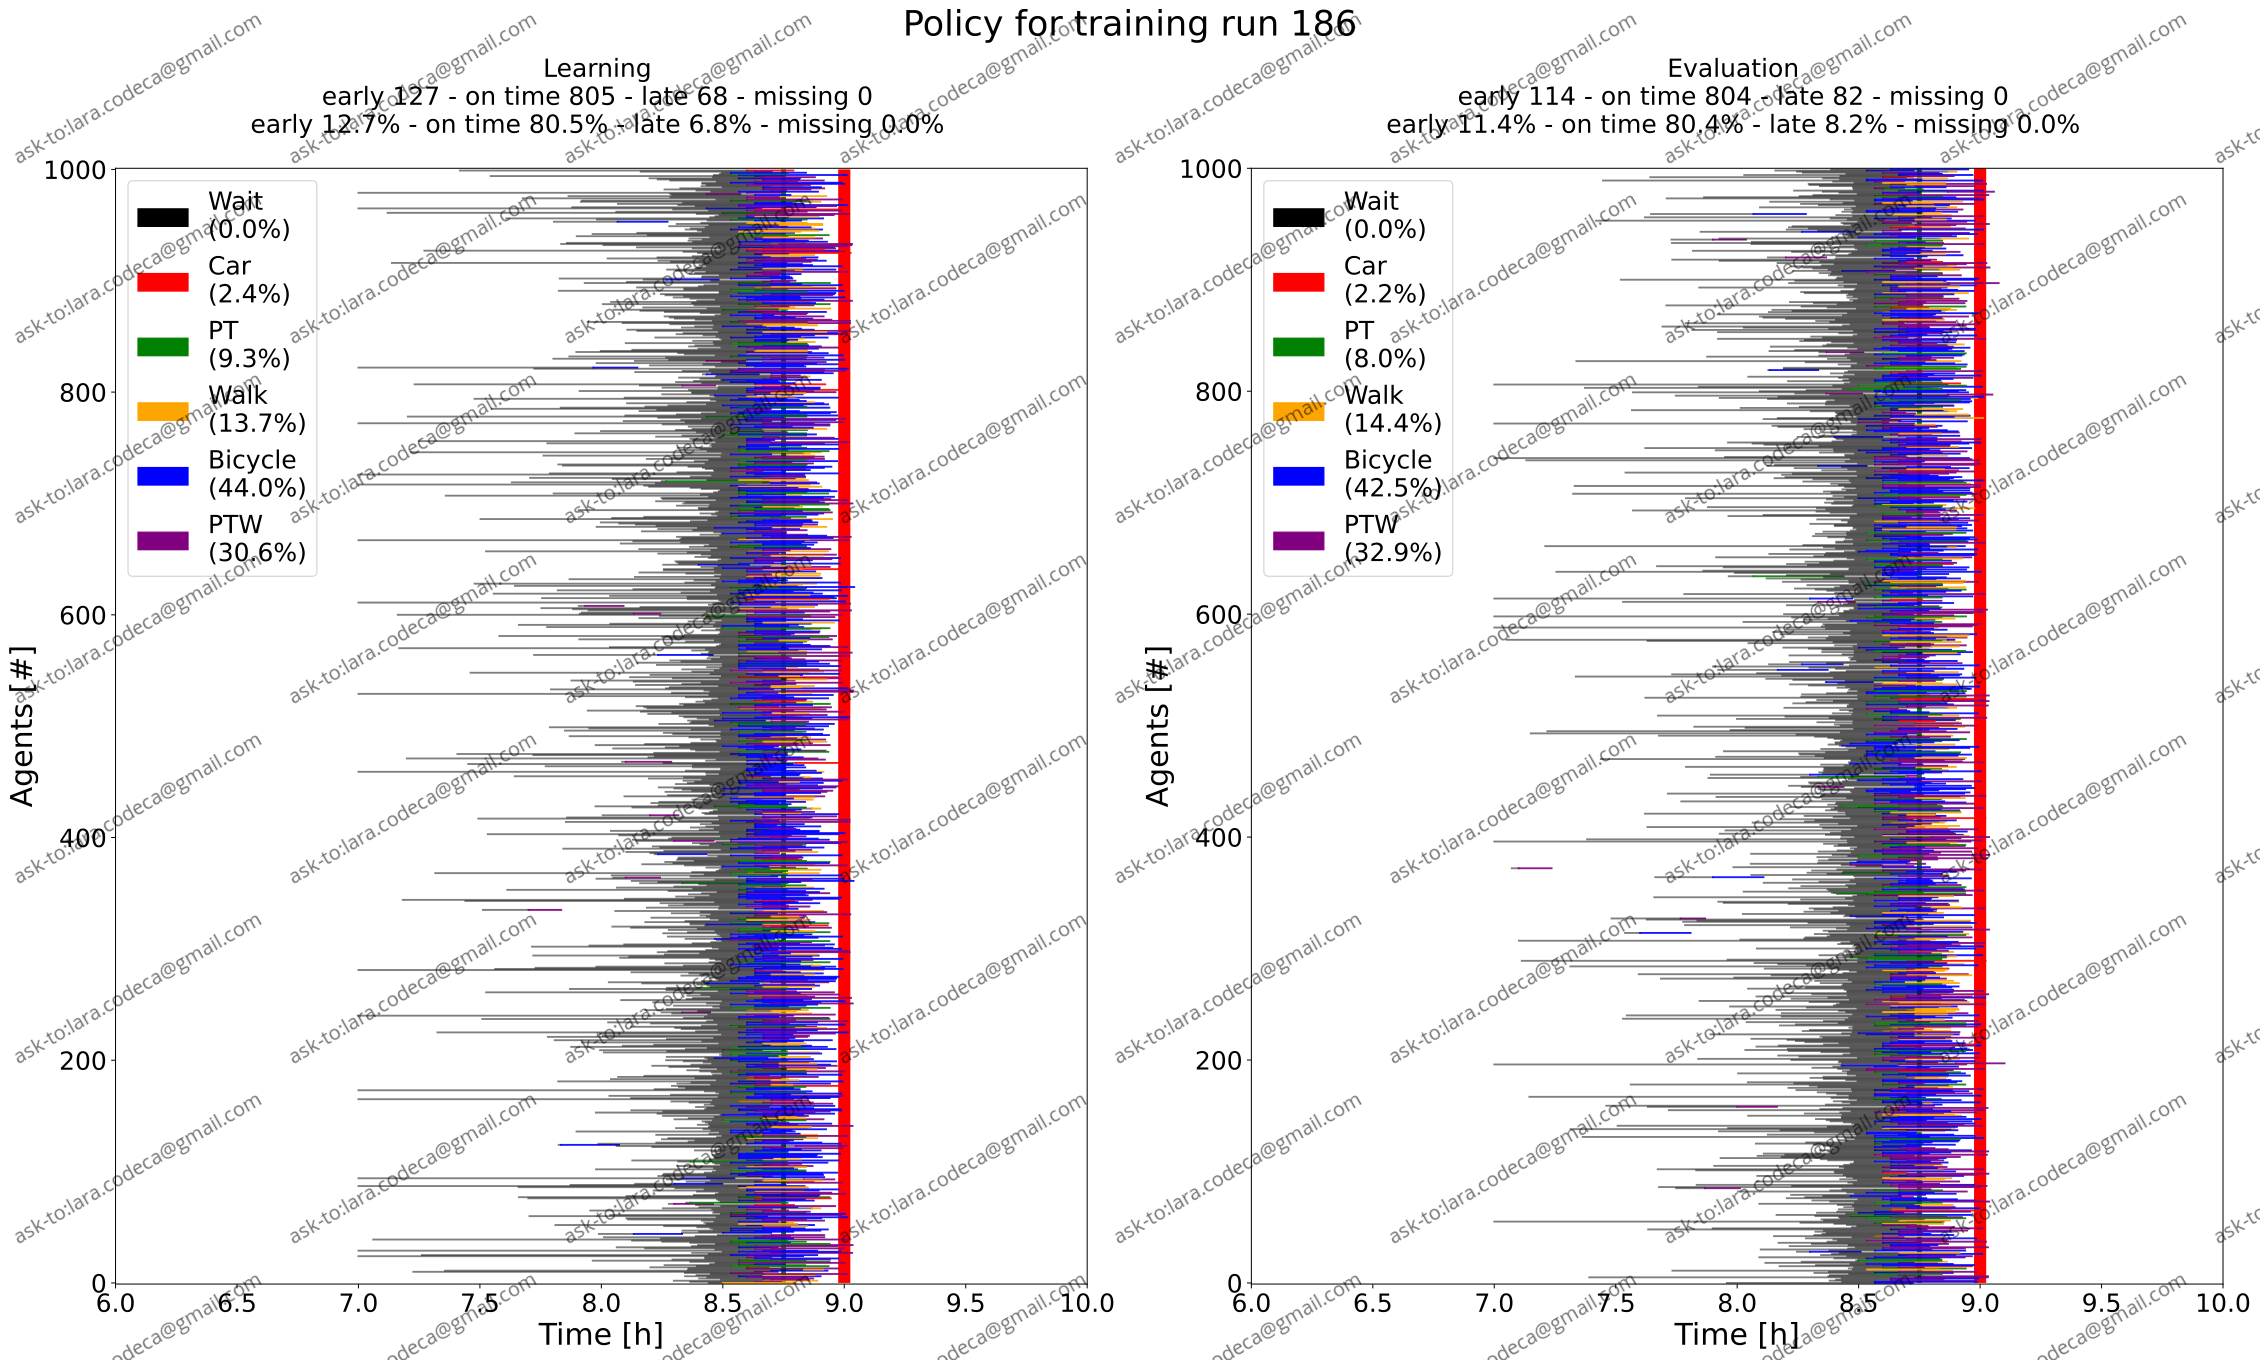 Policy for training run 186
Learning
early 127 - on time 805 - late 68 - missing 0
early 12.7% - on time 80.5% - late 6.8% - missing 0.0%
1000
800
600
400
200
0
Agents [#]
Wait
(0.0%)
Car
(2.4%)
PT
(9.3%)
Walk
(13.7%)
Bicycle
(44.0%)
PTW
(30.6%)
6.0 6.5 7.0 7.5 8.0 8.5 9.0 9.5 10.0
Time [h]
Evaluation
early 114 - on time 804 - late 82 - missing 0
early 11.4% - on time 80.4% - late 8.2% - missing 0.0%
1000
800
600
400
200
0
Agents [#]
Wait
(0.0%)
Car
(2.2%)
PT
(8.0%)
Walk
(14.4%)
Bicycle
(42.5%)
PTW
(32.9%)
6.0 6.5 7.0 7.5 8.0 8.5 9.0 9.5 10.0
Time [h]
ask-to:lara.codeca@gmail.com